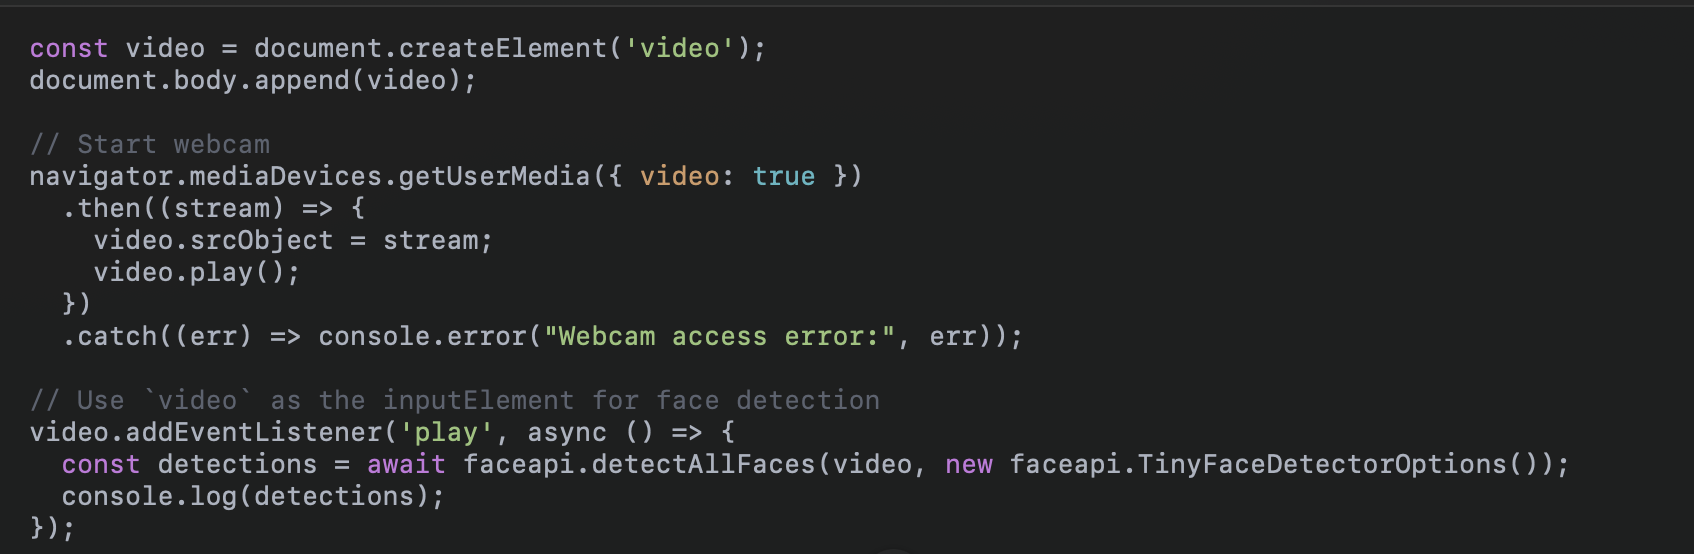 const video = document.createElement('video');
document.body.append(video);
// Start webcam
navigator.mediaDevices.getUserMedia({ video: true })
  .then((stream) => {
    video.srcObject = stream;
    video.play();
  })
  .catch((err) => console.error("Webcam access error:", err));
// Use `video` as the inputElement for face detection
video.addEventListener('play', async () => {
  const detections = await faceapi.detectAllFaces(video, new faceapi.TinyFaceDetectorOptions());
  console.log(detections);
});